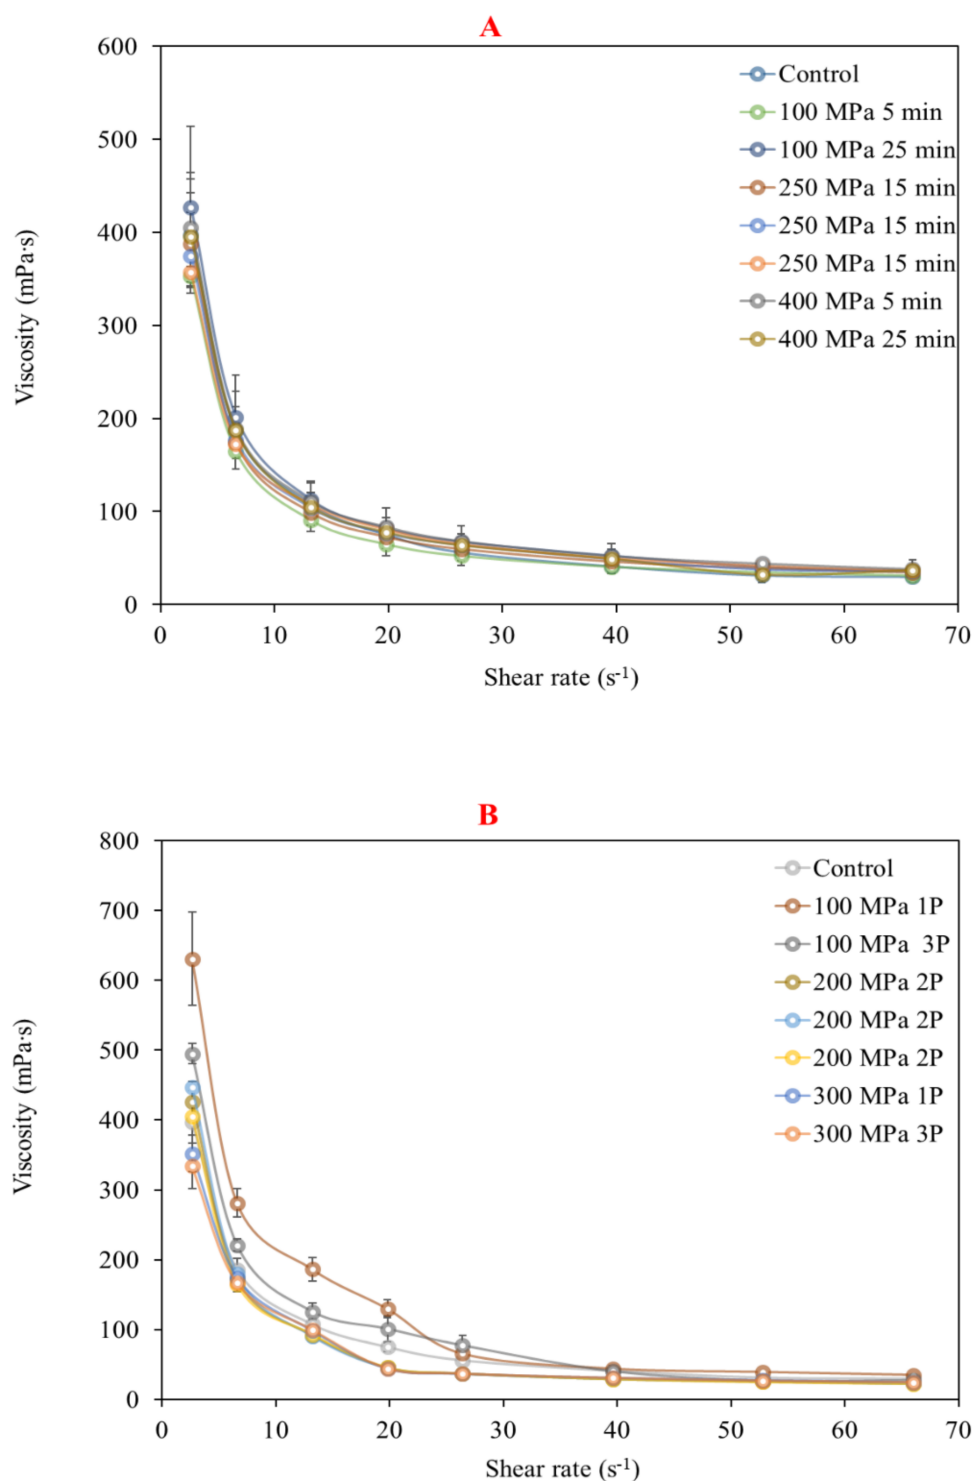 A
600
500
400
300
200
100
0
Viscosity (mPa·s)
Control
100 MPa 5 min
100 MPa 25 min
250 MPa 15 min
250 MPa 15 min
250 MPa 15 min
400 MPa 5 min
400 MPa 25 min
0 10 20 30 40 50 60 70
Shear rate (s⁻¹)
B
800
700
600
500
400
300
200
100
0
Viscosity (mPa·s)
Control
100 MPa 1P
100 MPa 3P
200 MPa 2P
200 MPa 2P
200 MPa 2P
300 MPa 1P
300 MPa 3P
0 10 20 30 40 50 60 70
Shear rate (s⁻¹)